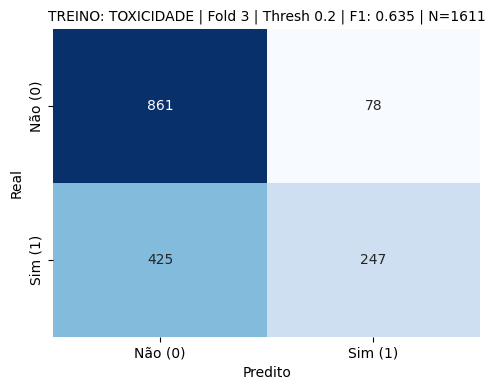 TREINO: TOXICIDADE | Fold 3 | Thresh 0.2 | F1: 0.635 | N=1611
Real
Não (0)
861
78
Sim (1)
425
247
Não (0)
Sim (1)
Predito